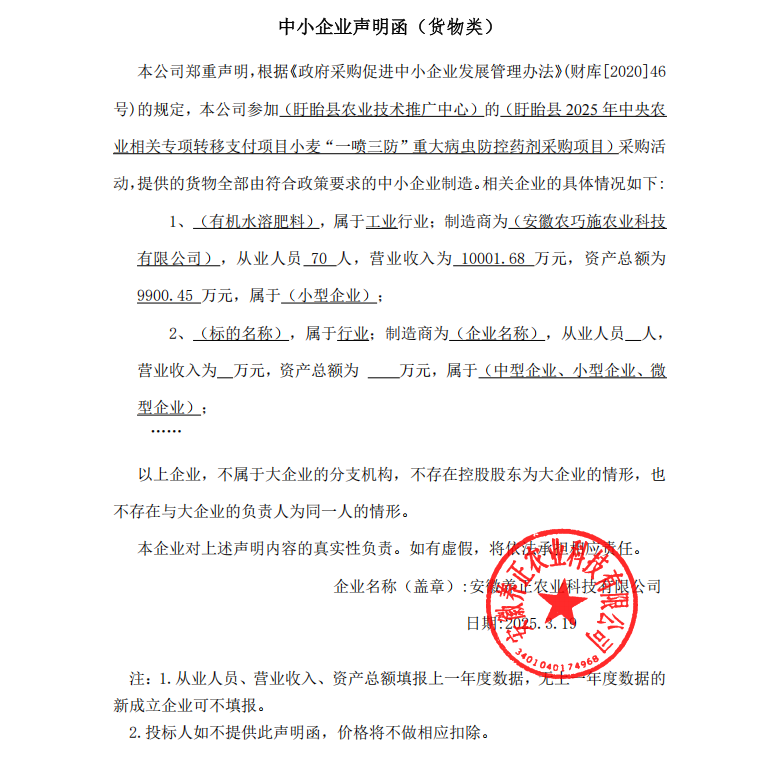 中小企业声明函（货物类）
本公司郑重声明，根据《政府采购促进中小企业发展管理办法》(财库[2020]46
号)的规定，本公司参加（盱眙县农业技术推广中心）的（盱眙县 2025 年中央农
业相关专项转移支付项目小麦“一喷三防”重大病虫防控药剂采购项目）采购活
动，提供的货物全部由符合政策要求的中小企业制造。相关企业的具体情况如下：
1、（有机水溶肥料），属于工业行业；制造商为（安徽农巧施农业科技
有限公司），从业人员 70 人，营业收入为 10001.68 万元，资产总额为
9900.45 万元，属于（小型企业）；
2、（标的名称），属于行业；制造商为（企业名称），从业人员__人，
营业收入为__万元，资产总额为 ____万元，属于（中型企业、小型企业、微
型企业）；
……
以上企业，不属于大企业的分支机构，不存在控股股东为大企业的情形，也
不存在与大企业的负责人为同一人的情形。
本企业对上述声明内容的真实性负责。如有虚假，将依法承担相应责任。
企业名称（盖章）:安徽养正农业科技有限公司
日期:2025.3.19
安徽养正农业科技有限公司
3401040174968
注：1.从业人员、营业收入、资产总额填报上一年度数据，无上一年度数据的
新成立企业可不填报。
2.投标人如不提供此声明函，价格将不做相应扣除。